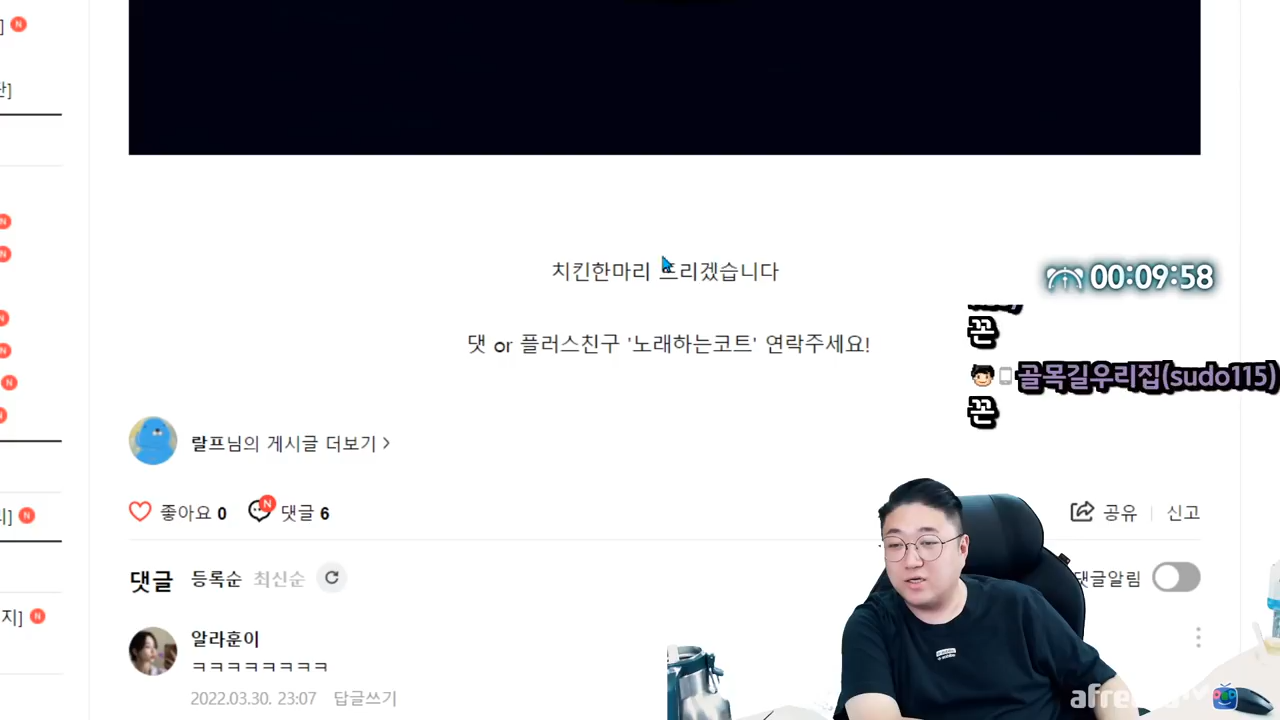 치킨한마리 드리겠습니다
00:09:58
댓 or 플러스친구 '노래하는코트' 연락주세요!
꼰
골목길우리집(sudo115)
꼰
랄프님의 게시글 더보기 >
N
좋아요 0 댓글 6
공유 신고
댓글 등록순 최신순
댓글알림
알라훈이
ㅋㅋㅋㅋㅋㅋㅋㅋ
2022.03.30. 23:07 답글쓰기